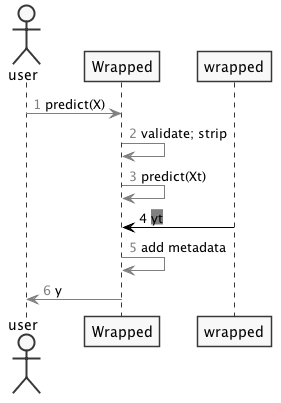 user
Wrapped
wrapped
1 predict(X)
2 validate; strip
3 predict(Xt)
4 yt
5 add metadata
6 y
user
Wrapped
wrapped